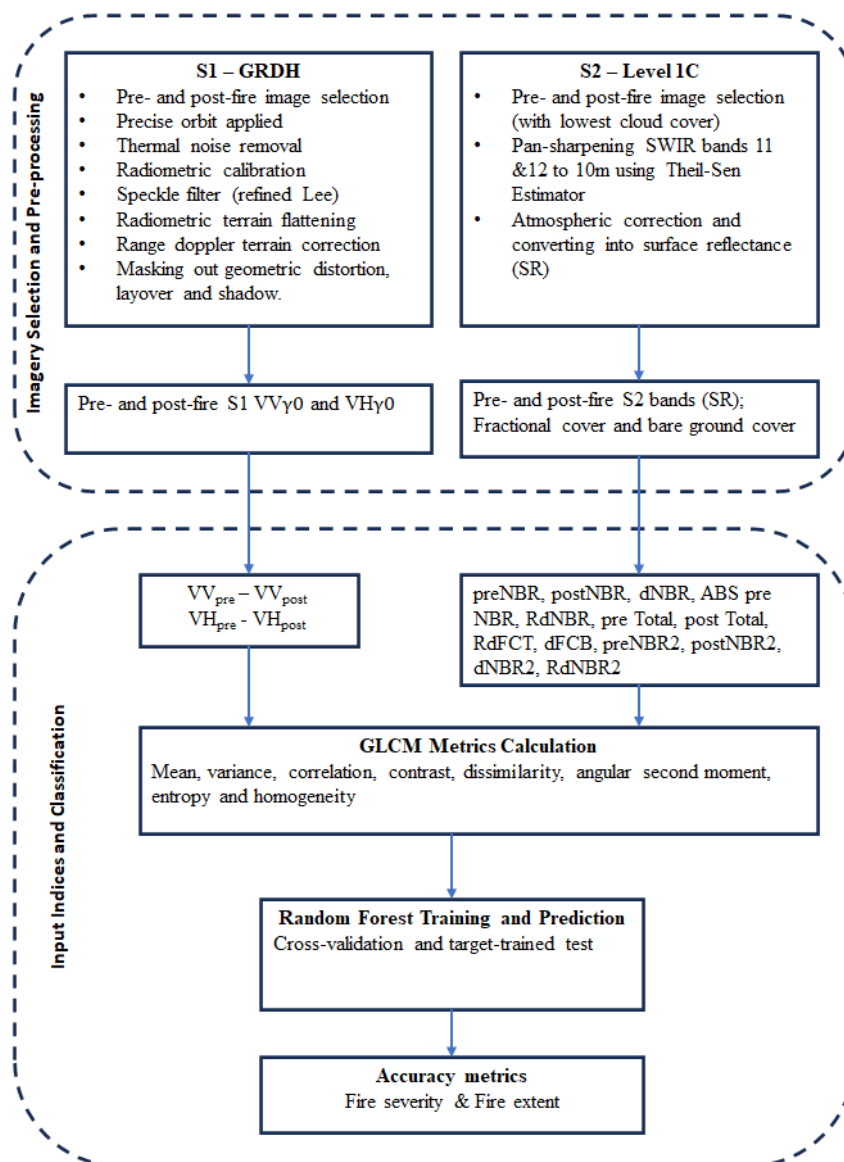 Imagery Selection and Pre-processing
S1 – GRDH
• Pre- and post-fire image selection
• Precise orbit applied
• Thermal noise removal
• Radiometric calibration
• Speckle filter (refined Lee)
• Radiometric terrain flattening
• Range doppler terrain correction
• Masking out geometric distortion,
layover and shadow.
S2 – Level 1C
• Pre- and post-fire image selection
(with lowest cloud cover)
• Pan-sharpening SWIR bands 11
&12 to 10m using Theil-Sen
Estimator
• Atmospheric correction and
converting into surface reflectance
(SR)
Pre- and post-fire S1 VVγ0 and VHγ0
Pre- and post-fire S2 bands (SR);
Fractional cover and bare ground cover
Input Indices and Classification
VVpre – VVpost
VHpre - VHpost
preNBR, postNBR, dNBR, ABS pre
NBR, RdNBR, pre Total, post Total,
RdFCT, dFCB, preNBR2, postNBR2,
dNBR2, RdNBR2
GLCM Metrics Calculation
Mean, variance, correlation, contrast, dissimilarity, angular second moment,
entropy and homogeneity
Random Forest Training and Prediction
Cross-validation and target-trained test
Accuracy metrics
Fire severity & Fire extent